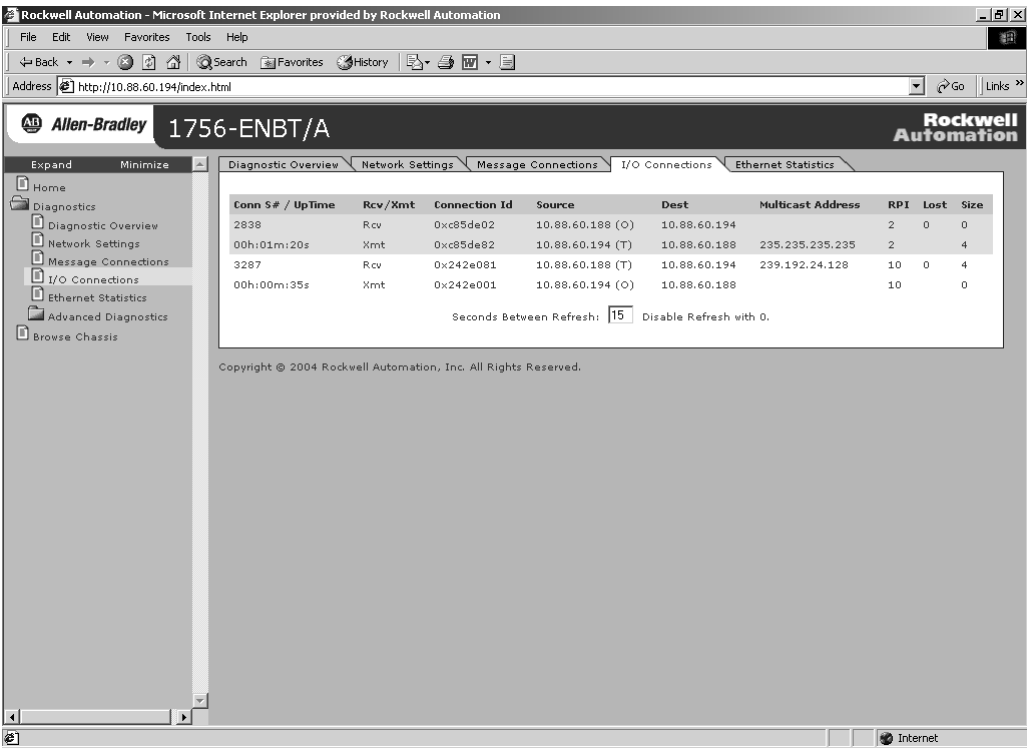 Rockwell Automation - Microsoft Internet Explorer provided by Rockwell Automation
File Edit View Favorites Tools Help
Back Search Favorites History
Address http://10.88.60.194/index.html Go Links »
AB Allen-Bradley 1756-ENBT/A Rockwell
Automation
Expand Minimize
Home
Diagnostics
Diagnostic Overview
Network Settings
Message Connections
I/O Connections
Ethernet Statistics
Advanced Diagnostics
Browse Chassis
Diagnostic Overview Network Settings Message Connections I/O Connections Ethernet Statistics
Conn S# / UpTime Rcv/Xmt Connection Id Source Dest Multicast Address RPI Lost Size
2838 Rcv 0xc85de02 10.88.60.188 (O) 10.88.60.194 2 0 0
00h:01m:20s Xmt 0xc85de82 10.88.60.194 (T) 10.88.60.188 235.235.235.235 2 4
3287 Rcv 0x242e081 10.88.60.188 (T) 10.88.60.194 239.192.24.128 10 0 4
00h:00m:35s Xmt 0x242e001 10.88.60.194 (O) 10.88.60.188 10 0
Seconds Between Refresh: 15 Disable Refresh with 0.
Copyright © 2004 Rockwell Automation, Inc. All Rights Reserved.
Internet